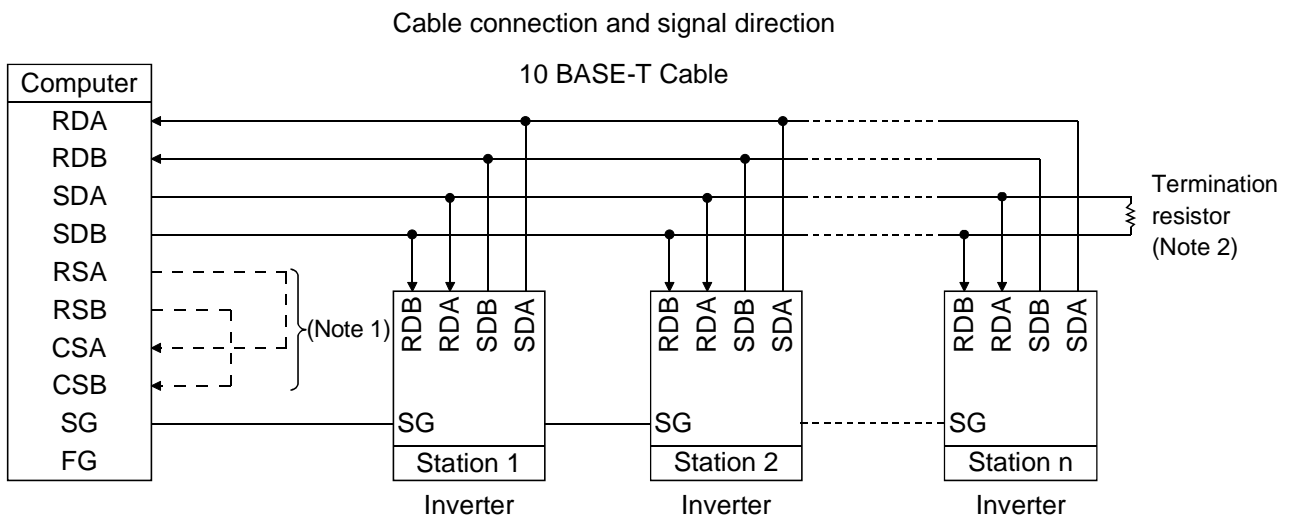 Cable connection and signal direction
10 BASE-T Cable
Computer
RDA
RDB
SDA
SDB
RSA
RSB
CSA
CSB
SG
FG
(Note 1)
Termination
resistor
(Note 2)
RDB
RDA
SDB
SDA
SG
Station 1
Inverter
RDB
RDA
SDB
SDA
SG
Station 2
Inverter
RDB
RDA
SDB
SDA
SG
Station n
Inverter